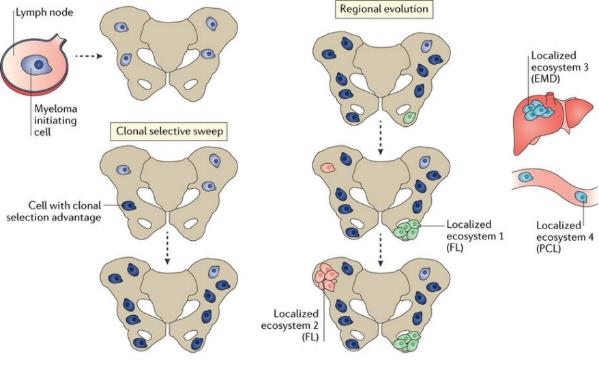 Lymph node
Myeloma
initiating
cell
Clonal selective sweep
Cell with clonal
selection advantage
Regional evolution
Localized
ecosystem 1
(FL)
Localized
ecosystem 2
(FL)
Localized
ecosystem 3
(EMD)
Localized
ecosystem 4
(PCL)